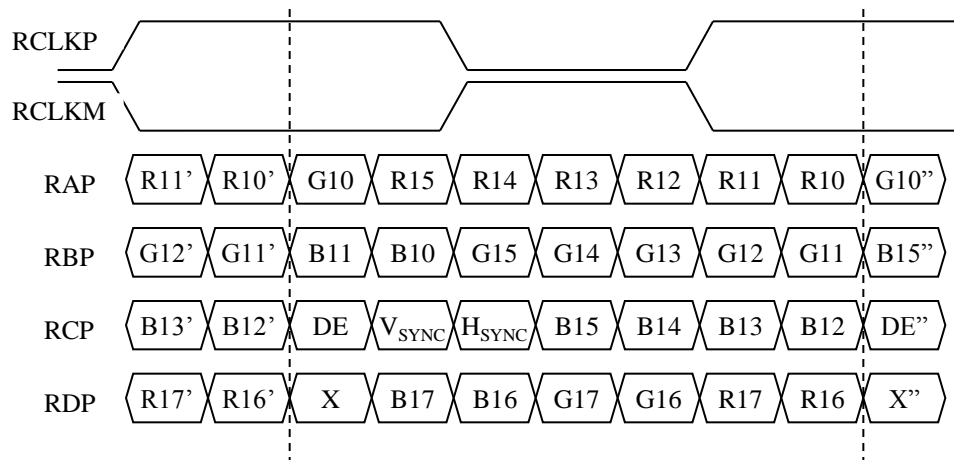 RCLKP
RCLKM
RAP R11’ R10’ G10 R15 R14 R13 R12 R11 R10 G10”
RBP G12’ G11’ B11 B10 G15 G14 G13 G12 G11 B15”
RCP B13’ B12’ DE VSYNC HSYNC B15 B14 B13 B12 DE”
RDP R17’ R16’ X B17 B16 G17 G16 R17 R16 X”